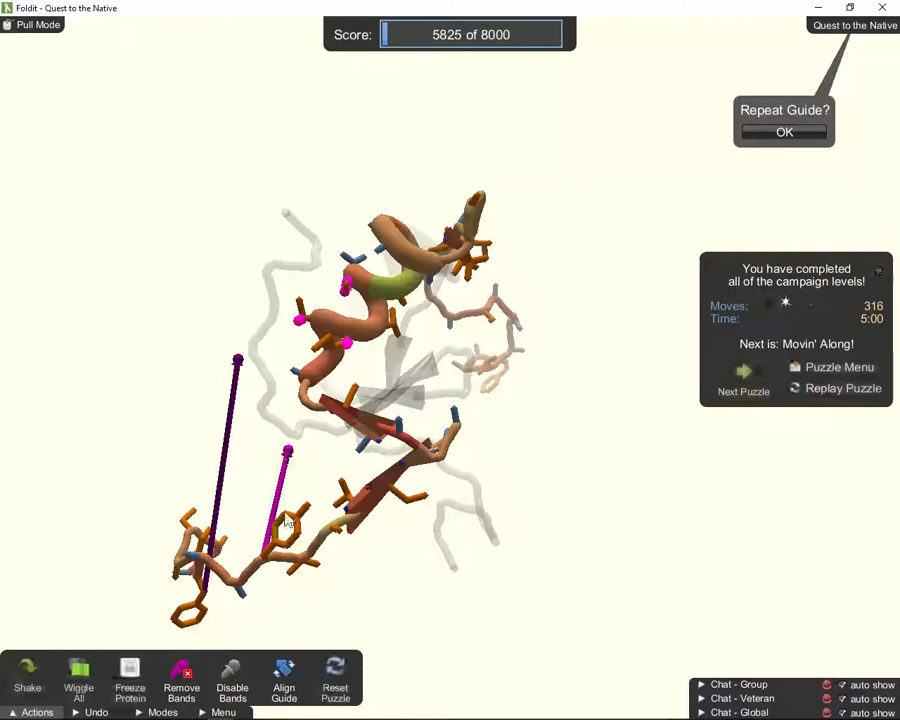 Foldit - Quest to the Native
Pull Mode
Score: 5825 of 8000
Quest to the Native
Repeat Guide?
OK
You have completed
all of the campaign levels!
Moves: 316
Time: 5:00
Next is: Movin' Along!
Next Puzzle
Puzzle Menu
Replay Puzzle
Shake
Wiggle All
Freeze Protein
Remove Bands
Disable Bands
Align Guide
Reset Puzzle
Actions Undo Modes Menu
Chat - Group auto show
Chat - Veteran auto show
Chat - Global auto show